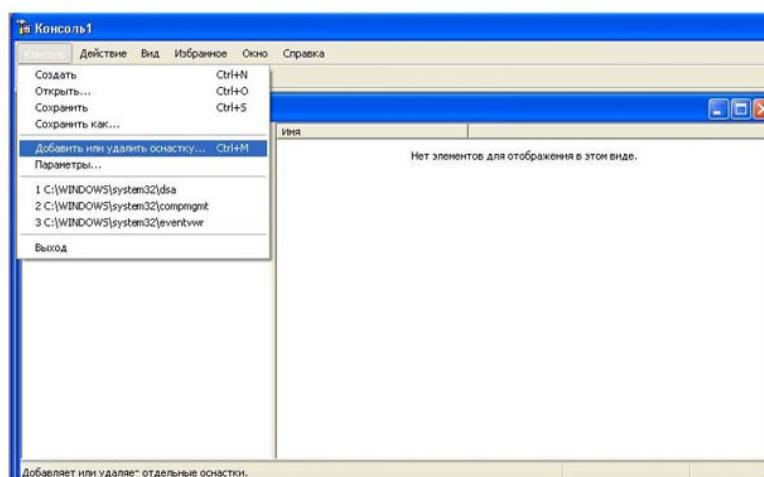 Консоль1
Консоль Действие Вид Избранное Окно Справка
Создать Ctrl+N
Открыть... Ctrl+O
Сохранить Ctrl+S
Сохранить как...
Добавить или удалить оснастку... Ctrl+M
Параметры...
1 C:\WINDOWS\system32\dsa
2 C:\WINDOWS\system32\compmgmt
3 C:\WINDOWS\system32\eventvwr
Выход
Имя
Нет элементов для отображения в этом виде.
Добавляет или удаляет отдельные оснастки.